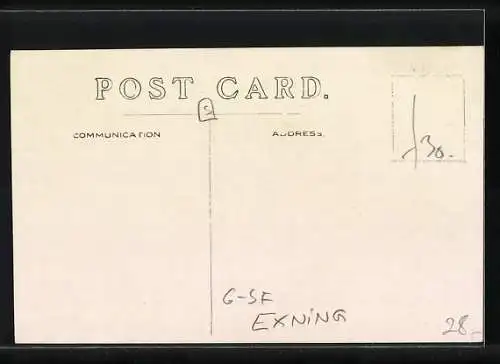 POST CARD.
COMMUNICATION ADDRESS.
30.-
G-SF
EXNING
28.-